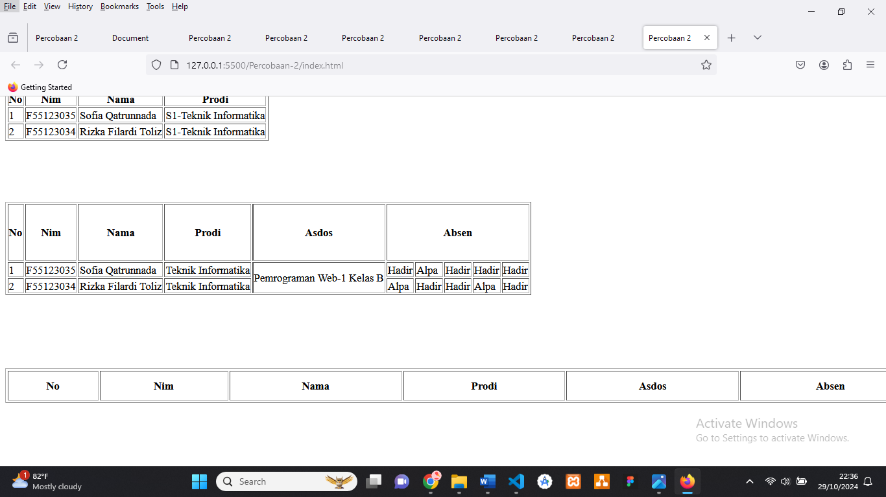 File Edit View History Bookmarks Tools Help
Percobaan 2 Document Percobaan 2 Percobaan 2 Percobaan 2 Percobaan 2 Percobaan 2 Percobaan 2 Percobaan 2
127.0.0.1:5500/Percobaan-2/index.html
Getting Started
No Nim Nama Prodi
1 F55123035 Sofia Qatrunnada S1-Teknik Informatika
2 F55123034 Rizka Filardi Toliz S1-Teknik Informatika
No Nim Nama Prodi Asdos Absen
1 F55123035 Sofia Qatrunnada Teknik Informatika Pemrograman Web-1 Kelas B Hadir Alpa Hadir Hadir Hadir
2 F55123034 Rizka Filardi Toliz Teknik Informatika Alpa Hadir Hadir Alpa Hadir
No Nim Nama Prodi Asdos Absen
Activate Windows
Go to Settings to activate Windows.
1 82°F
Mostly cloudy
Search
22:36
29/10/2024